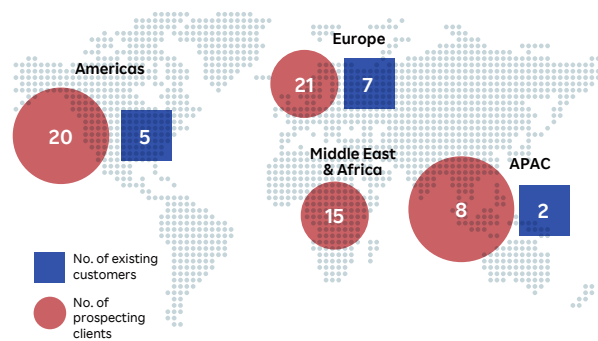 Europe
21
7
Americas
20
5
Middle East
& Africa
15
APAC
8
2
No. of existing
customers
No. of
prospecting
clients